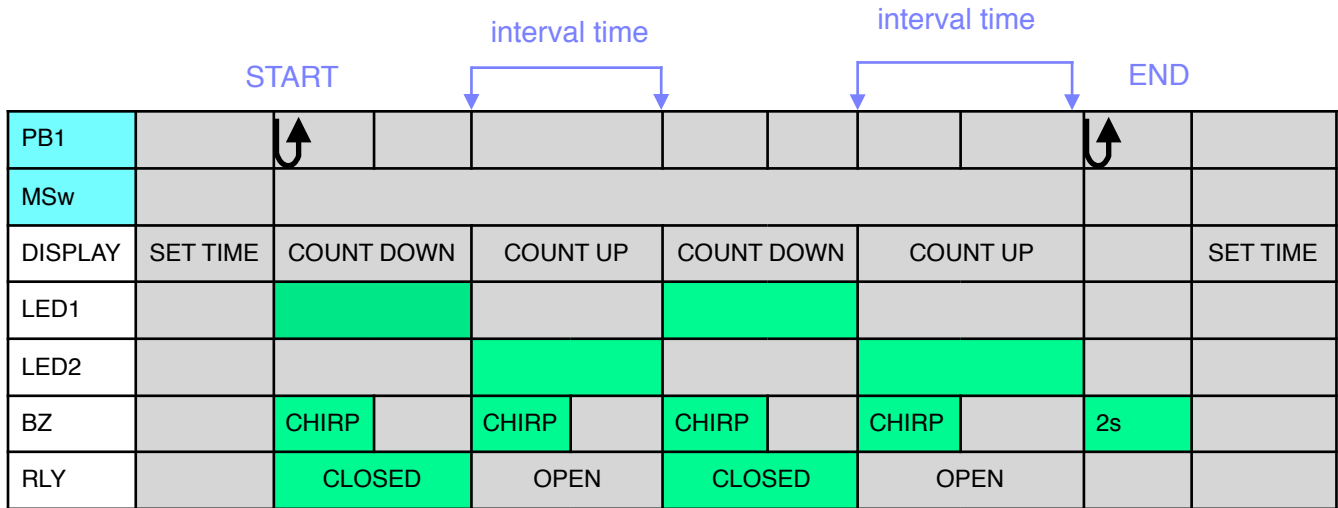 interval time
interval time
START
END
PB1
MSw
DISPLAY SET TIME COUNT DOWN COUNT UP COUNT DOWN COUNT UP SET TIME
LED1
LED2
BZ CHIRP CHIRP CHIRP CHIRP 2s
RLY CLOSED OPEN CLOSED OPEN